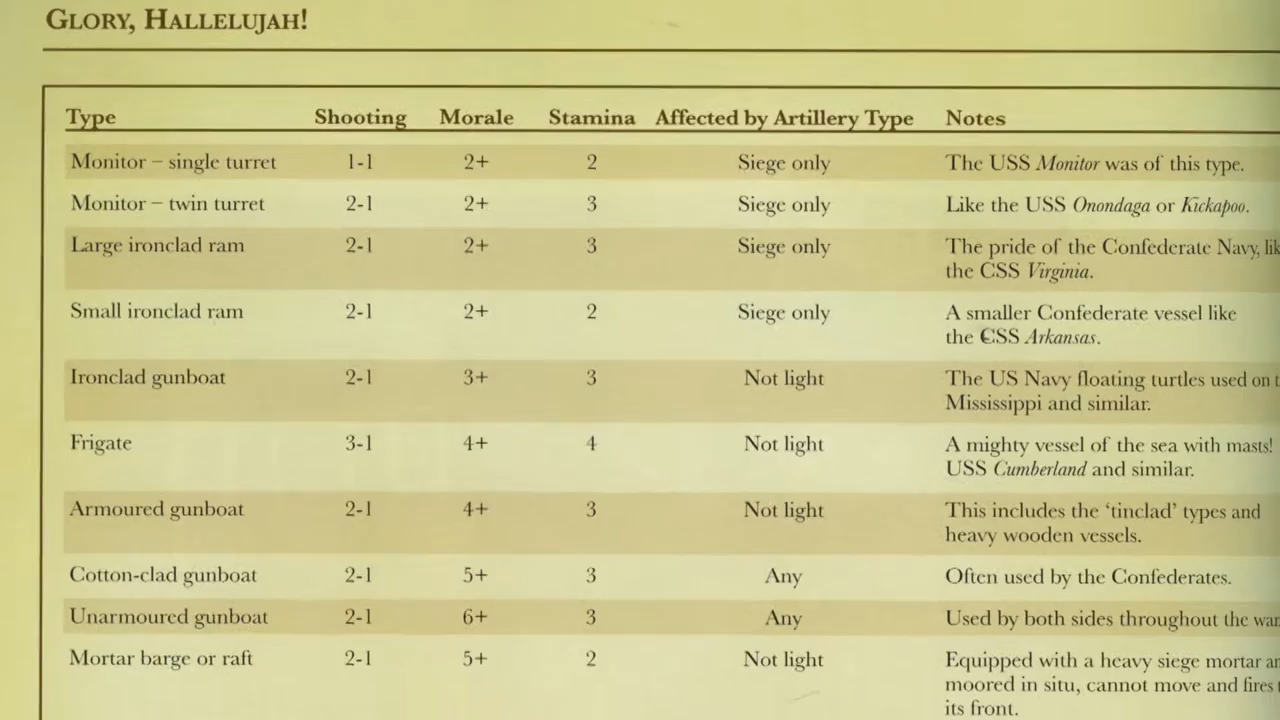 GLORY, HALLELUJAH!
Type Shooting Morale Stamina Affected by Artillery Type Notes
Monitor – single turret 1-1 2+ 2 Siege only The USS Monitor was of this type.
Monitor – twin turret 2-1 2+ 3 Siege only Like the USS Onondaga or Kickapoo.
Large ironclad ram 2-1 2+ 3 Siege only The pride of the Confederate Navy,
the CSS Virginia.
Small ironclad ram 2-1 2+ 2 Siege only A smaller Confederate vessel like
the CSS Arkansas.
Ironclad gunboat 2-1 3+ 3 Not light The US Navy floating turtles used on
Mississippi and similar.
Frigate 3-1 4+ 4 Not light A mighty vessel of the sea with masts!
USS Cumberland and similar.
Armoured gunboat 2-1 4+ 3 Not light This includes the ‘tinclad’ types and
heavy wooden vessels.
Cotton-clad gunboat 2-1 5+ 3 Any Often used by the Confederates.
Unarmoured gunboat 2-1 6+ 3 Any Used by both sides throughout the
Mortar barge or raft 2-1 5+ 2 Not light Equipped with a heavy siege mortar
moored in situ, cannot move and fires
its front.